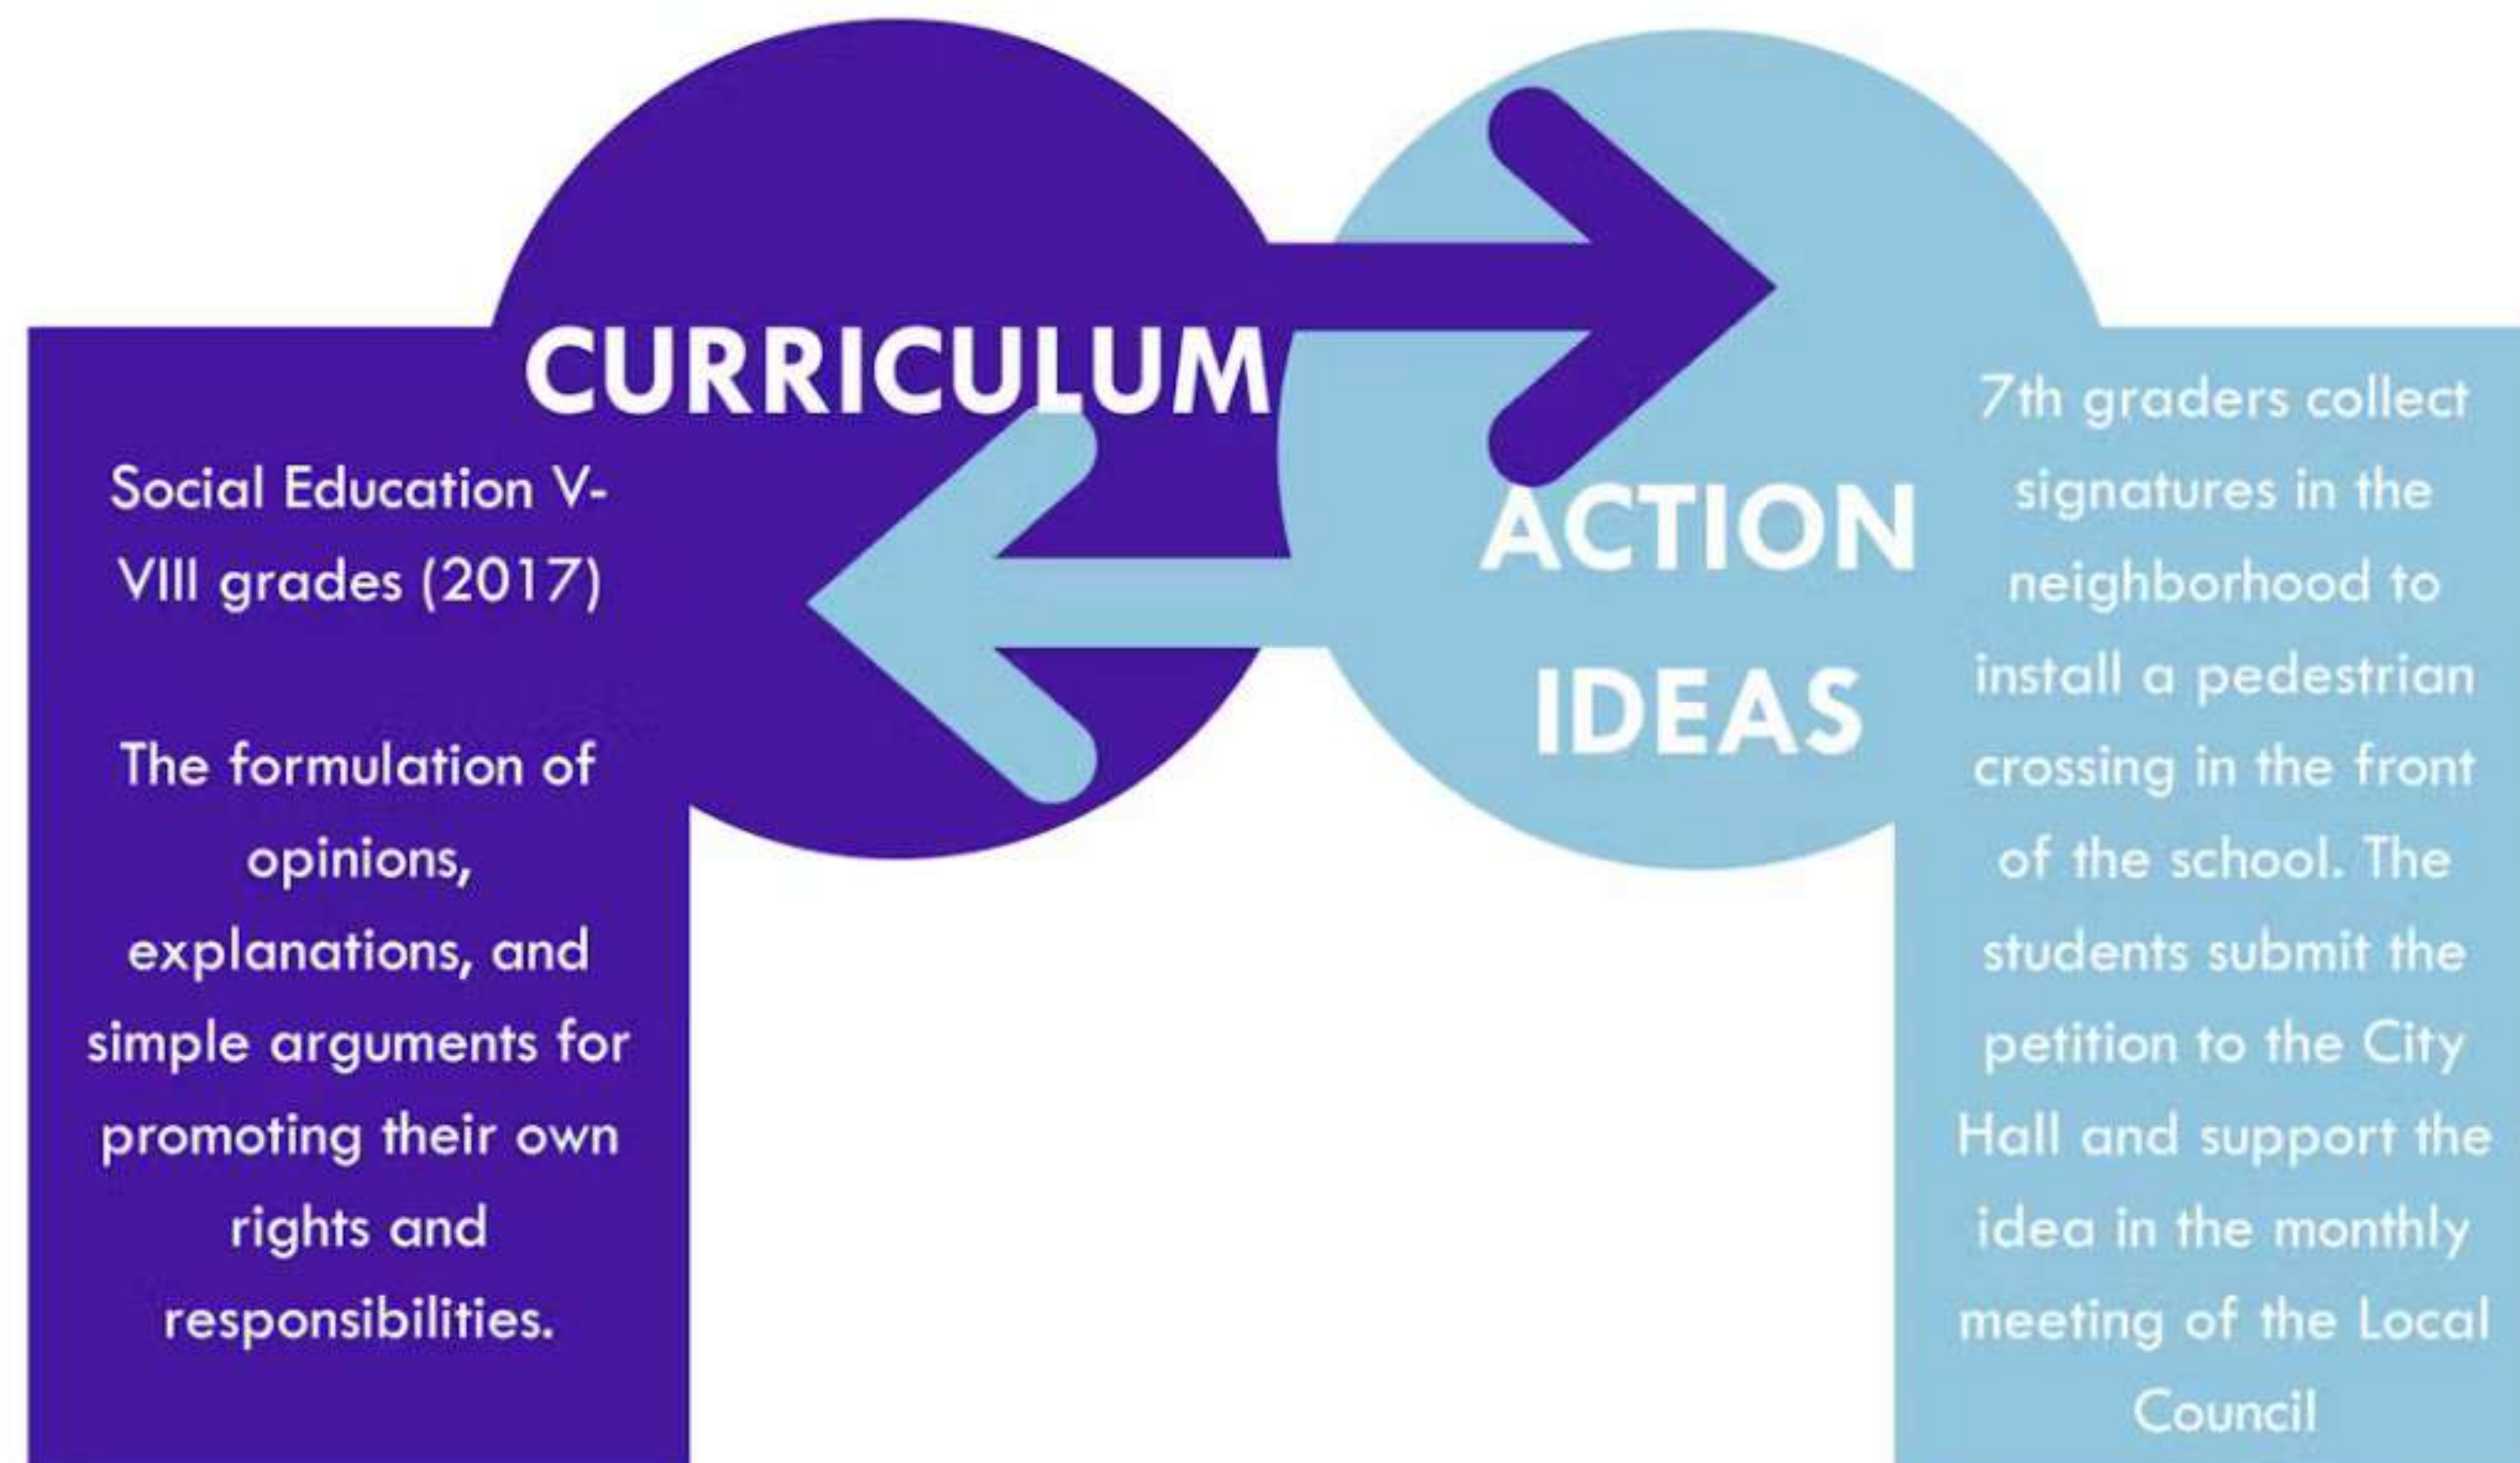 CURRICULUM
Social Education V-
VIII grades (2017)
The formulation of
opinions,
explanations, and
simple arguments for
promoting their own
rights and
responsibilities.
ACTION
IDEAS
7th graders collect
signatures in the
neighborhood to
install a pedestrian
crossing in the front
of the school. The
students submit the
petition to the City
Hall and support the
idea in the monthly
meeting of the Local
Council